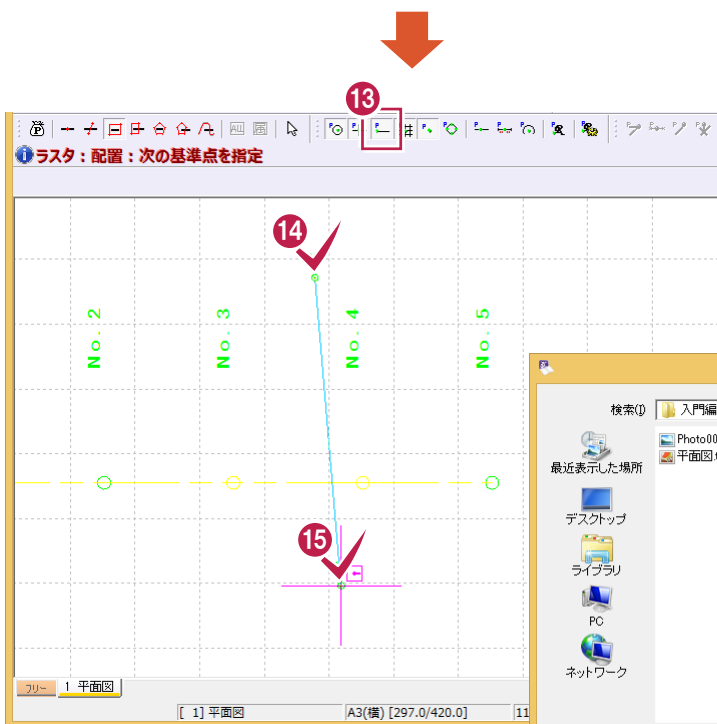 ⑬
ALL
ラスタ：配置：次の基準点を指定
⑭
No. 2
No. 3
No. 4
No. 5
検索(I)
入門編
Photo00
平面図.
最近表示した場所
デスクトップ
⑮
ライブラリ
PC
ネットワーク
フリー
1 平面図
[ 1] 平面図
A3(横) [297.0/420.0]
11